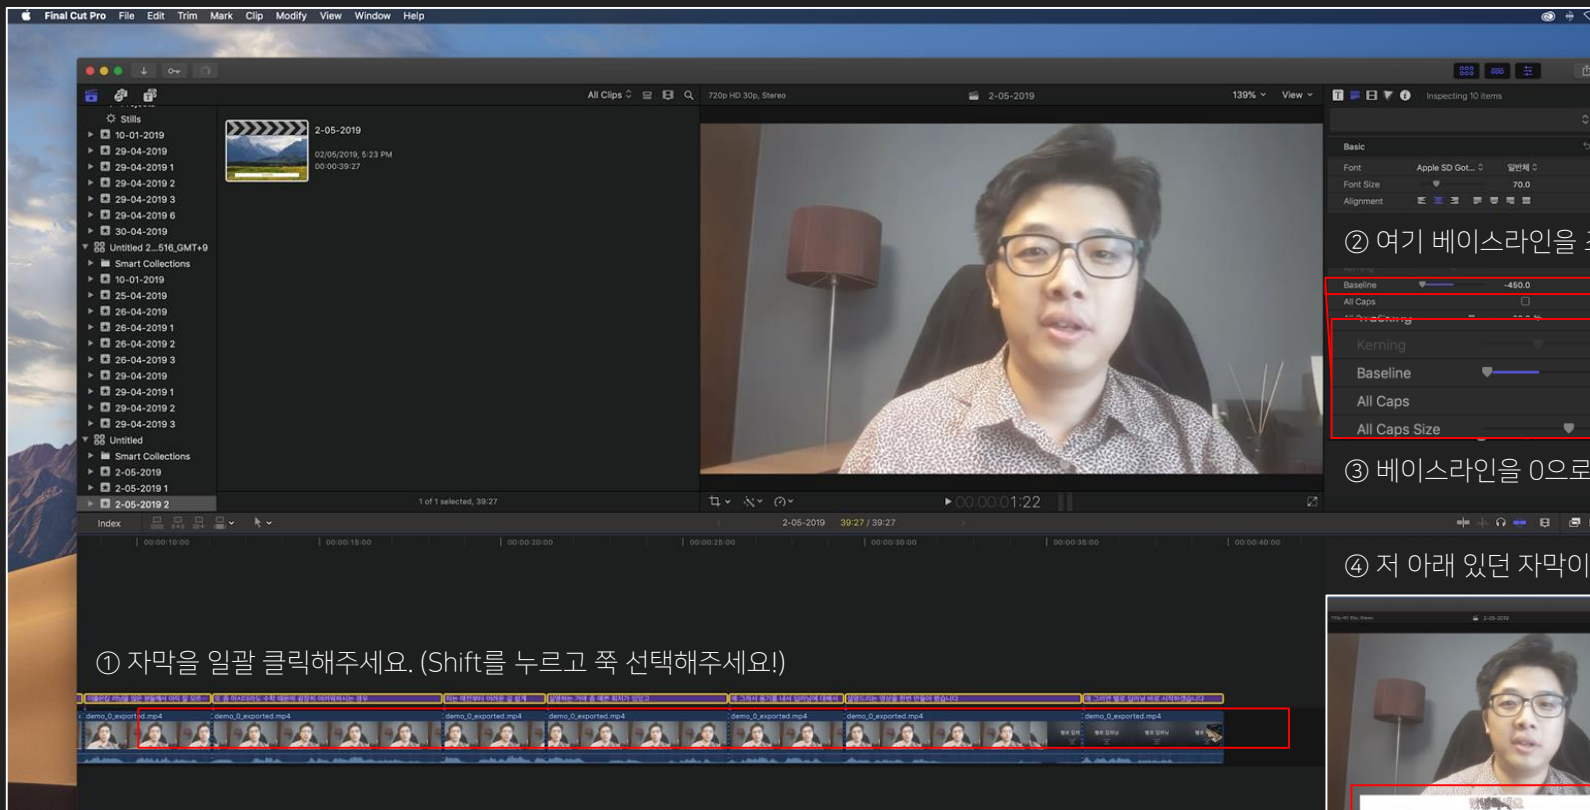 Final Cut Pro File Edit Trim Mark Clip Modify View Window Help
All Clips
720p HD 30p, Stereo
2-05-2019
139%
View
Inspecting 10 items
Stills
10-01-2019
29-04-2019
29-04-2019 1
29-04-2019 2
29-04-2019 3
29-04-2019 6
30-04-2019
Untitled 2...516_GMT+9
Smart Collections
10-01-2019
25-04-2019
26-04-2019
26-04-2019 1
26-04-2019 2
26-04-2019 3
29-04-2019
29-04-2019 1
29-04-2019 2
29-04-2019 3
Untitled
Smart Collections
2-05-2019
2-05-2019 1
2-05-2019 2
2-05-2019
02/05/2019, 5:23 PM
00:00:39:27
1 of 1 selected, 39:27
00:00:01:22
Basic
Font Apple SD Got... 일반체
Font Size 70.0
Alignment
② 여기 베이스라인을
Baseline -450.0
All Caps
Kerning
Baseline
All Caps
All Caps Size
③ 베이스라인을 0으로
Index
2-05-2019 39:27 / 39:27
00:00:10:00 00:00:15:00 00:00:20:00 00:00:25:00 00:00:30:00 00:00:35:00 00:00:40:00
④ 저 아래 있던 자막이
① 자막을 일괄 클릭해주세요. (Shift를 누르고 쭉 선택해주세요!)
demo_0_exported.mp4 demo_0_exported.mp4 demo_0_exported.mp4 demo_0_exported.mp4 demo_0_exported.mp4 demo_0_exported.mp4 demo_0_exported.mp4
2-05-2019